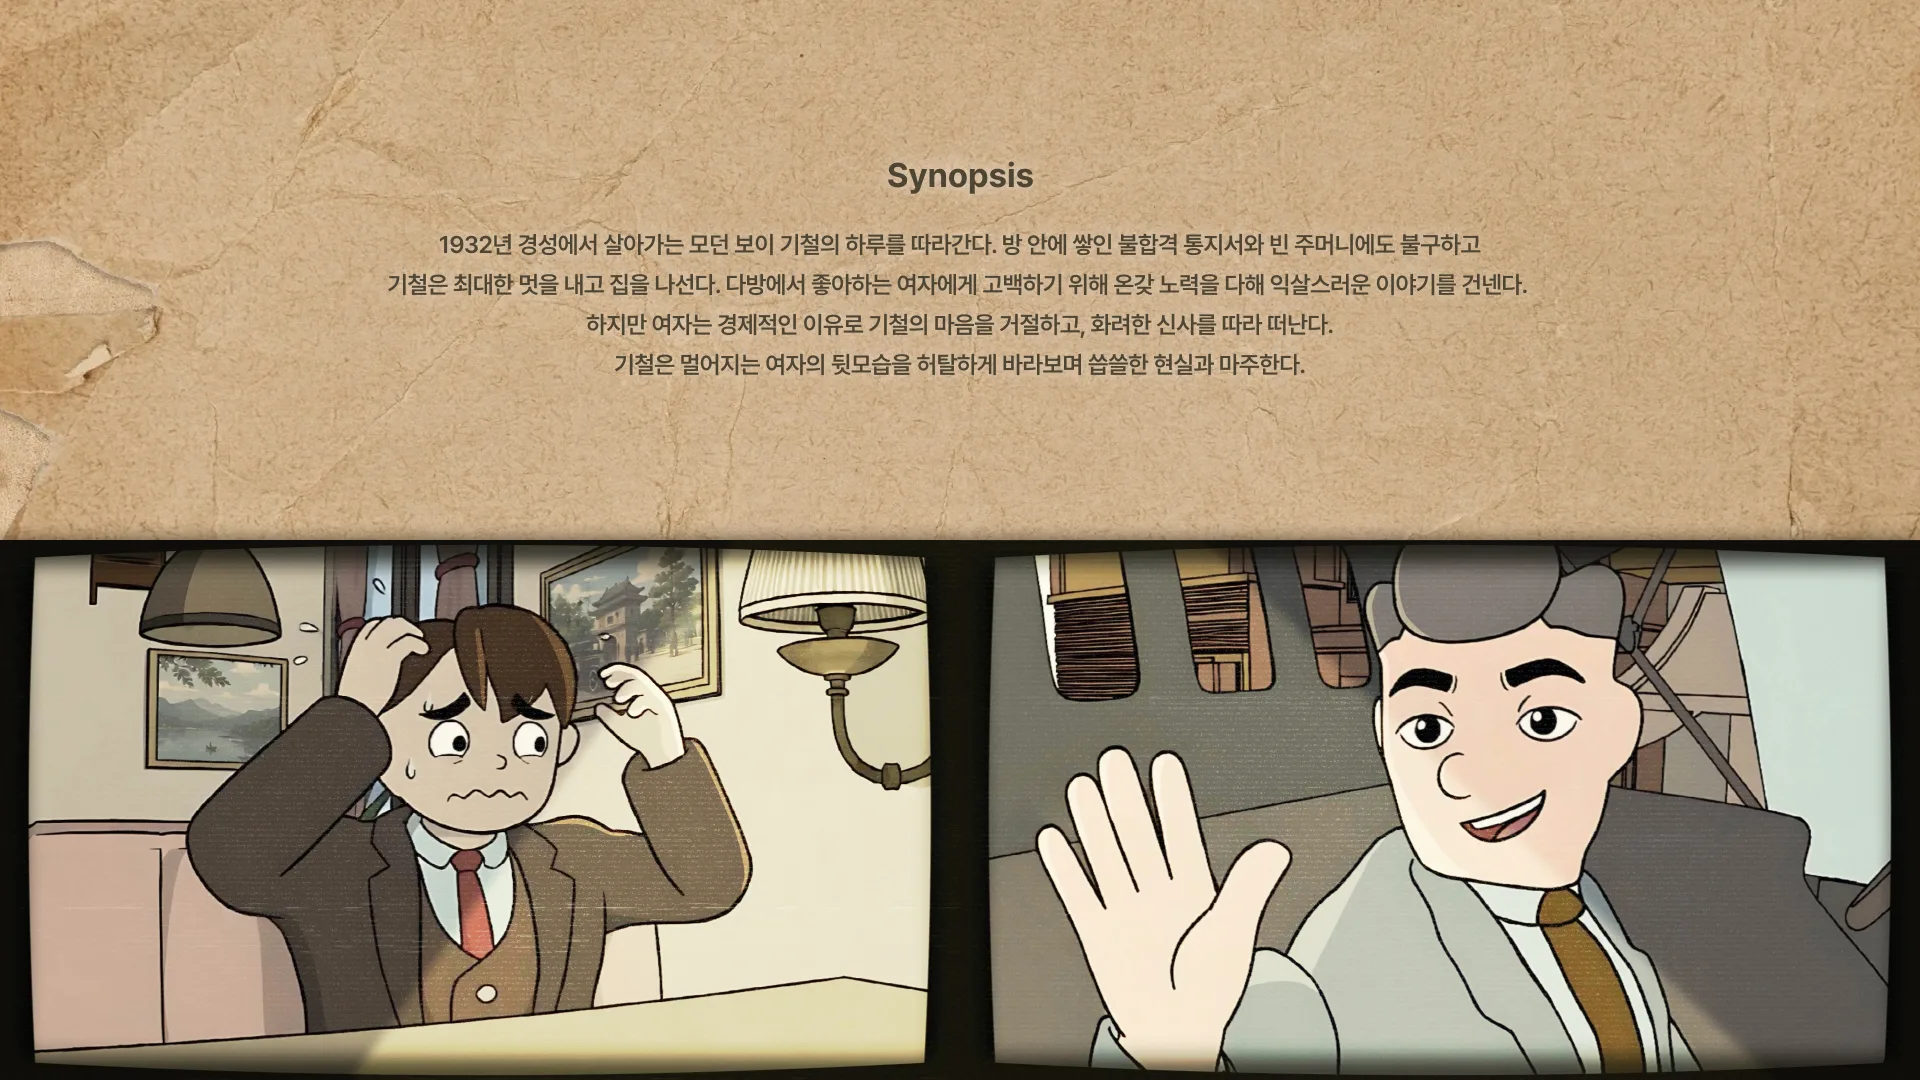 Synopsis
1932년 경성에서 살아가는 모던 보이 기철의 하루를 따라간다. 방 안에 쌓인 불합격 통지서와 빈 주머니에도 불구하고
기철은 최대한 멋을 내고 집을 나선다. 다방에서 좋아하는 여자에게 고백하기 위해 온갖 노력을 다해 익살스러운 이야기를 건넨다.
하지만 여자는 경제적인 이유로 기철의 마음을 거절하고, 화려한 신사를 따라 떠난다.
기철은 멀어지는 여자의 뒷모습을 허탈하게 바라보며 씁쓸한 현실과 마주한다.